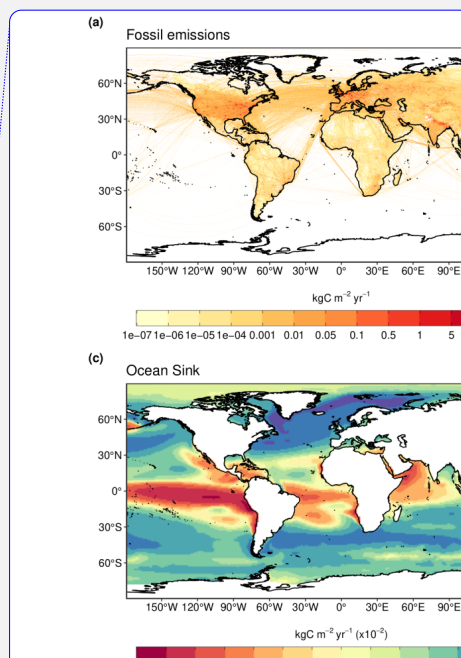 (a)
Fossil emissions
60°N
30°N
0°
30°S
60°S
150°W 120°W 90°W 60°W 30°W 0° 30°E 60°E 90°E
kgC m⁻² yr⁻¹
1e−07 1e−06 1e−05 1e−04 0.001 0.01 0.05 0.1 0.5 1 5
(c)
Ocean Sink
60°N
30°N
0°
30°S
60°S
150°W 120°W 90°W 60°W 30°W 0° 30°E 60°E
kgC m⁻² yr⁻¹ (x10⁻²)